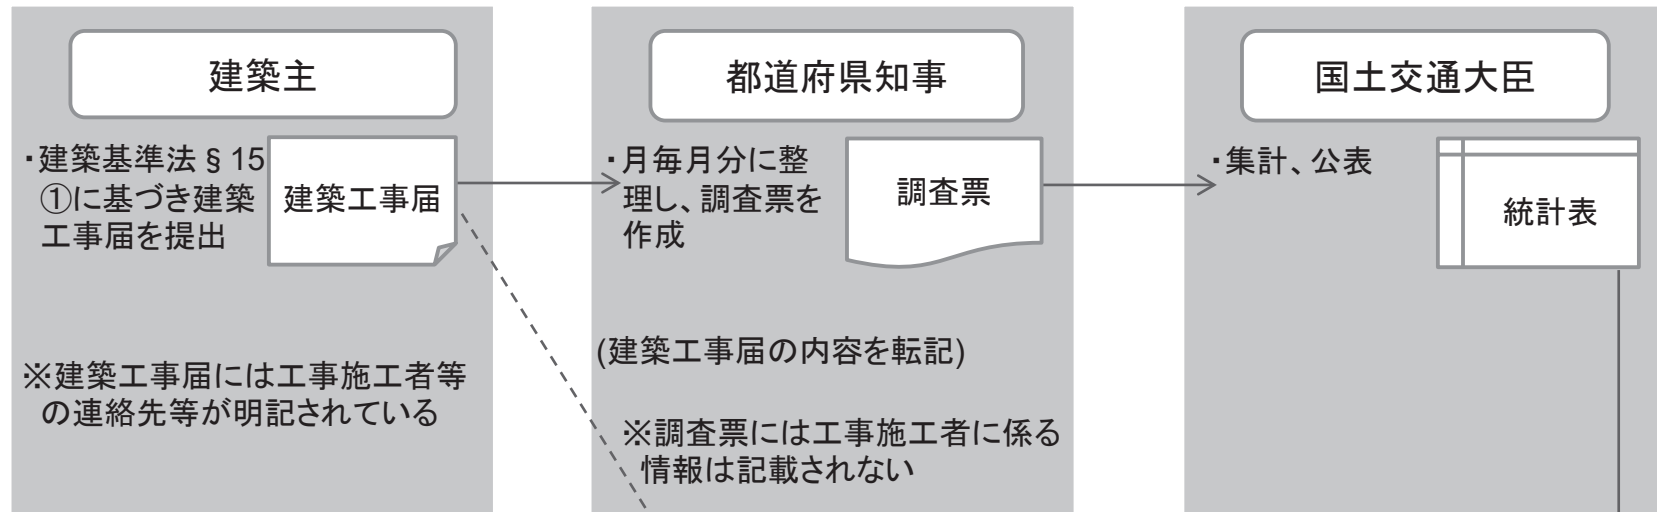 建築主
・建築基準法§15
①に基づき建築
工事届を提出
建築工事届
※建築工事届には工事施工者等
の連絡先等が明記されている
都道府県知事
・月毎月分に整
理し、調査票を
作成
調査票
(建築工事届の内容を転記)
※調査票には工事施工者に係る
情報は記載されない
国土交通大臣
・集計、公表
統計表